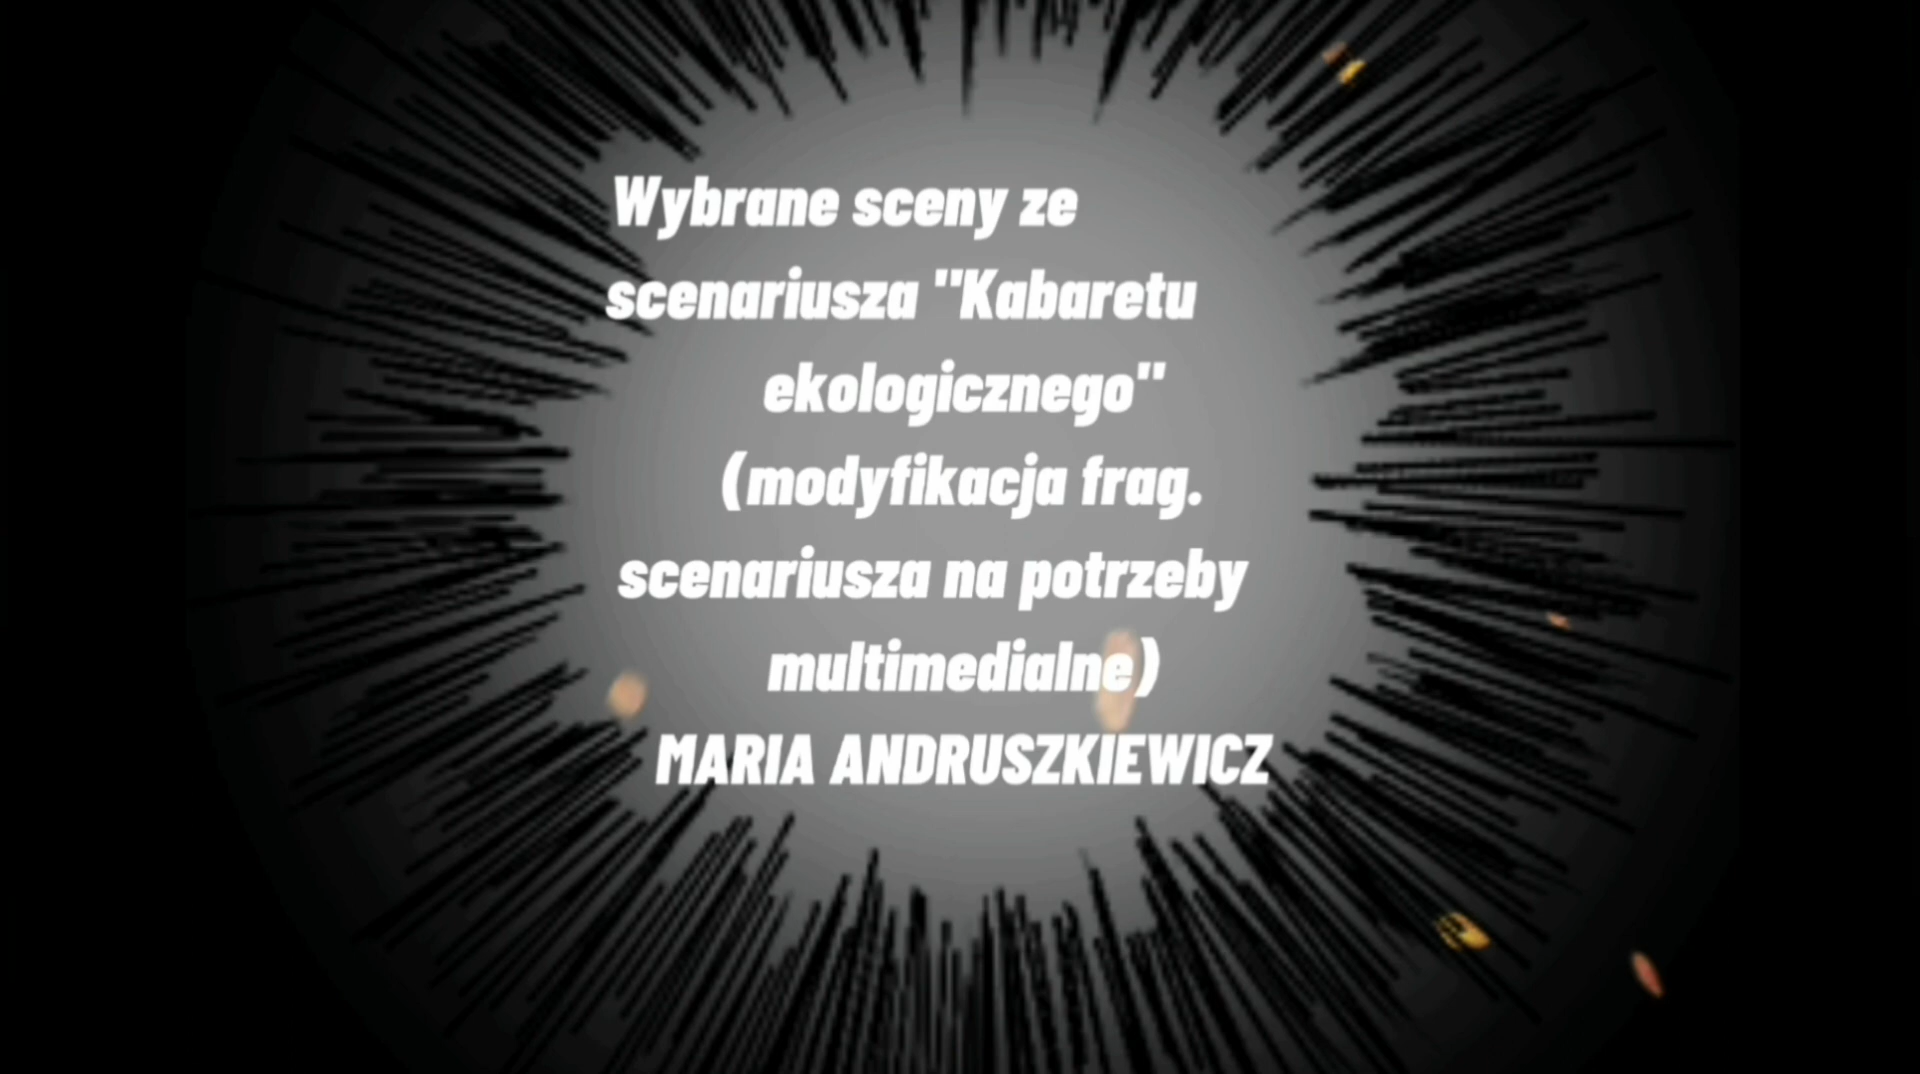 Wybrane sceny ze
scenariusza "Kabaretu
ekologicznego"
(modyfikacja frag.
scenariusza na potrzeby
multimedialne)
MARIA ANDRUSZKIEWICZ